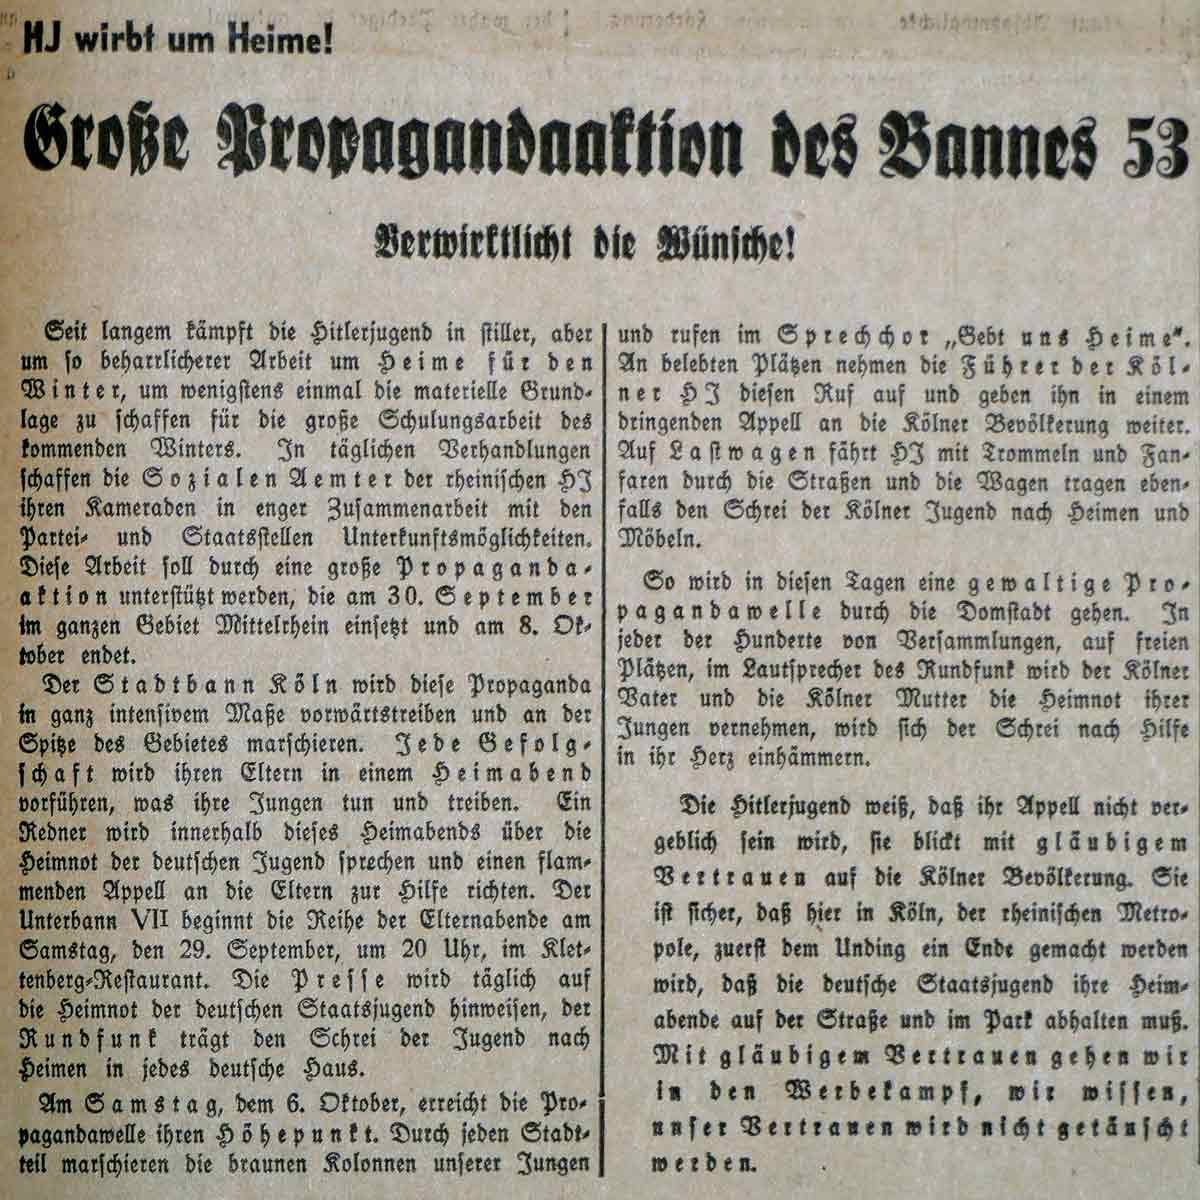 HJ wirbt um Heime!
Große Propagandaaktion des Bannes 53
Verwirklicht die Wünsche!
Seit langem kämpft die Hitlerjugend in stiller, aber
um so beharrlicherer Arbeit um Heime für den
Winter, um wenigstens einmal die materielle Grund-
lage zu schaffen für die große Schulungsarbeit des
kommenden Winters. In täglichen Verhandlungen
schaffen die Sozialen Aemter der rheinischen HJ
ihren Kameraden in enger Zusammenarbeit mit den
Partei- und Staatsstellen Unterkunftsmöglichkeiten.
Diese Arbeit soll durch eine große Propaganda-
aktion unterstützt werden, die am 30. September
im ganzen Gebiet Mittelrhein einsetzt und am 8. Ok-
tober endet.
Der Stadtbann Köln wird diese Propaganda
in ganz intensivem Maße vorwärtstreiben und an der
Spitze des Gebietes marschieren. Jede Gefolg-
schaft wird ihren Eltern in einem Heimabend
vorführen, was ihre Jungen tun und treiben. Ein
Redner wird innerhalb dieses Heimabends über die
Heimnot der deutschen Jugend sprechen und einen flam-
menden Appell an die Eltern zur Hilfe richten. Der
Unterbann VII beginnt die Reihe der Elternabende am
Samstag, den 29. September, um 20 Uhr, im Klet-
tenberg-Restaurant. Die Presse wird täglich auf
die Heimnot der deutschen Staatsjugend hinweisen, der
Rundfunk trägt den Schrei der Jugend nach
Heimen in jedes deutsche Haus.
Am Samstag, dem 6. Oktober, erreicht die Pro-
pagandawelle ihren Höhepunkt. Durch jeden Stadt-
teil marschieren die braunen Kolonnen unserer Jungen
und rufen im Sprechchor „Gebt uns Heime".
An belebten Plätzen nehmen die Führer der Köl-
ner HJ diesen Ruf auf und geben ihn in einem
dringenden Appell an die Kölner Bevölkerung weiter.
Auf Lastwagen fährt HJ mit Trommeln und Fan-
faren durch die Straßen und die Wagen tragen eben-
falls den Schrei der Kölner Jugend nach Heimen und
Möbeln.
So wird in diesen Tagen eine gewaltige Pro-
pagandawelle durch die Domstadt gehen. In
jeder der Hunderte von Versammlungen, auf freien
Plätzen, im Lautsprecher des Rundfunk wird der Kölner
Vater und die Kölner Mutter die Heimnot ihrer
Jungen vernehmen, wird sich der Schrei nach Hilfe
in ihr Herz einhämmern.
Die Hitlerjugend weiß, daß ihr Appell nicht ver-
geblich sein wird, sie blickt mit gläubigem
Vertrauen auf die Kölner Bevölkerung. Sie
ist sicher, daß hier in Köln, der rheinischen Metro-
pole, zuerst dem Unding ein Ende gemacht werden
wird, daß die deutsche Staatsjugend ihre Heim-
abende auf der Straße und im Park abhalten muß.
Mit gläubigem Vertrauen gehen wir
in den Werbekampf, wir wissen,
unser Vertrauen wird nicht getäuscht
werden.